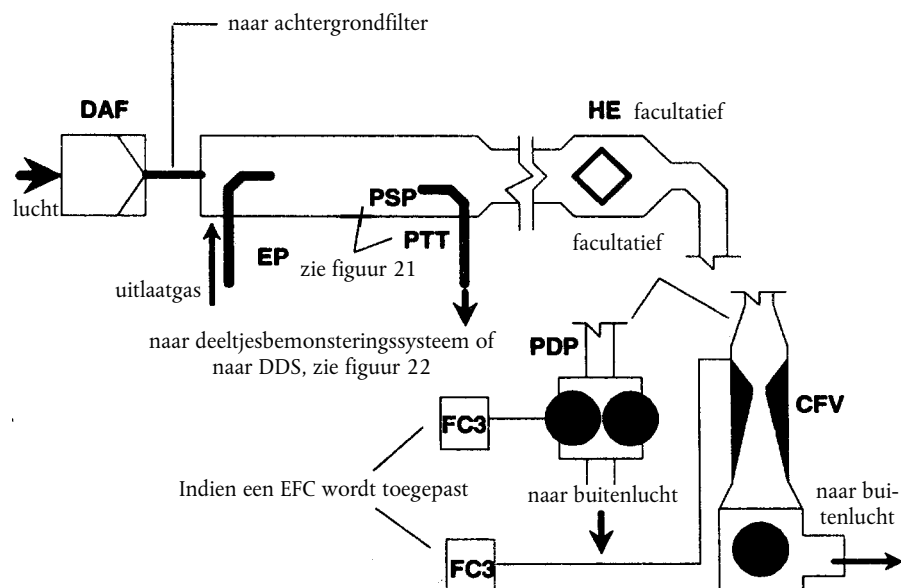 naar achtergrondfilter
DAF
HE facultatief
lucht
PSP
facultatief
EP
PTT
zie figuur 21
uitlaatgas
naar deeltjesbemonsteringssysteem of
naar DDS, zie figuur 22
PDP
CFV
FC3
Indien een EFC wordt toegepast
naar buitenlucht
naar bui-
tenlucht
FC3